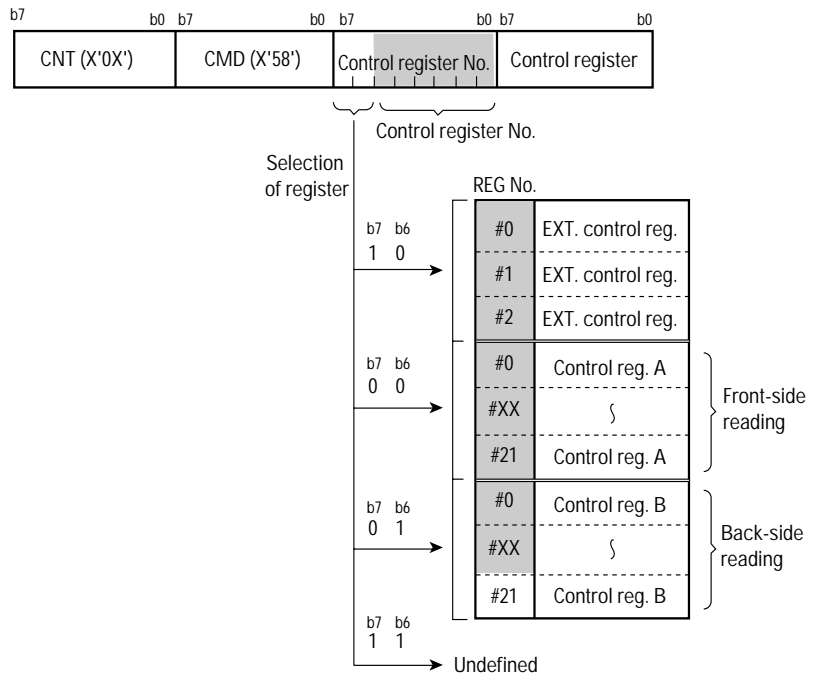 b7 b0 b7 b0 b7 b0 b7 b0
CNT (X'0X') CMD (X'58') Control register No. Control register
Control register No.
Selection
of register
REG No.
b7 b6
1 0
#0 EXT. control reg.
#1 EXT. control reg.
#2 EXT. control reg.
b7 b6
0 0
#0 Control reg. A
#XX
#21 Control reg. A
Front-side
reading
b7 b6
0 1
#0 Control reg. B
#XX
#21 Control reg. B
Back-side
reading
b7 b6
1 1
Undefined